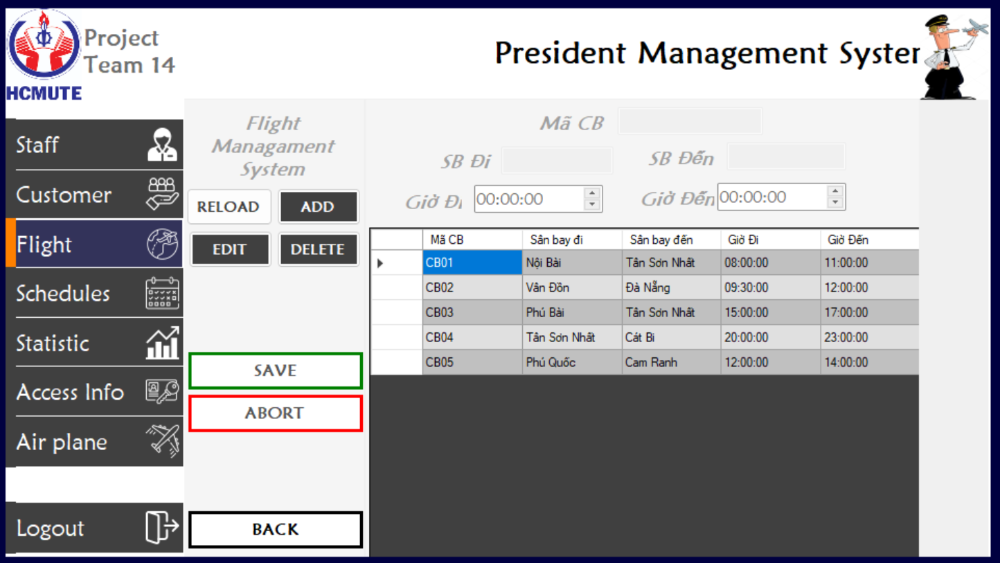 Project
Team 14
HCMUTE
President Management System
Staff
Customer
Flight
Schedules
Statistic
Access Info
Air plane
Logout
Flight
Managament
System
RELOAD ADD
EDIT DELETE
SAVE
ABORT
BACK
Mã CB
SB Đi SB Đến
Giờ Đi 00:00:00 Giờ Đến 00:00:00
Mã CB Sân bay đi Sân bay đến Giờ Đi Giờ Đến
CB01 Nội Bài Tân Sơn Nhất 08:00:00 11:00:00
CB02 Vân Đồn Đà Nẵng 09:30:00 12:00:00
CB03 Phú Bài Tân Sơn Nhất 15:00:00 17:00:00
CB04 Tân Sơn Nhất Cát Bi 20:00:00 23:00:00
CB05 Phú Quốc Cam Ranh 12:00:00 14:00:00